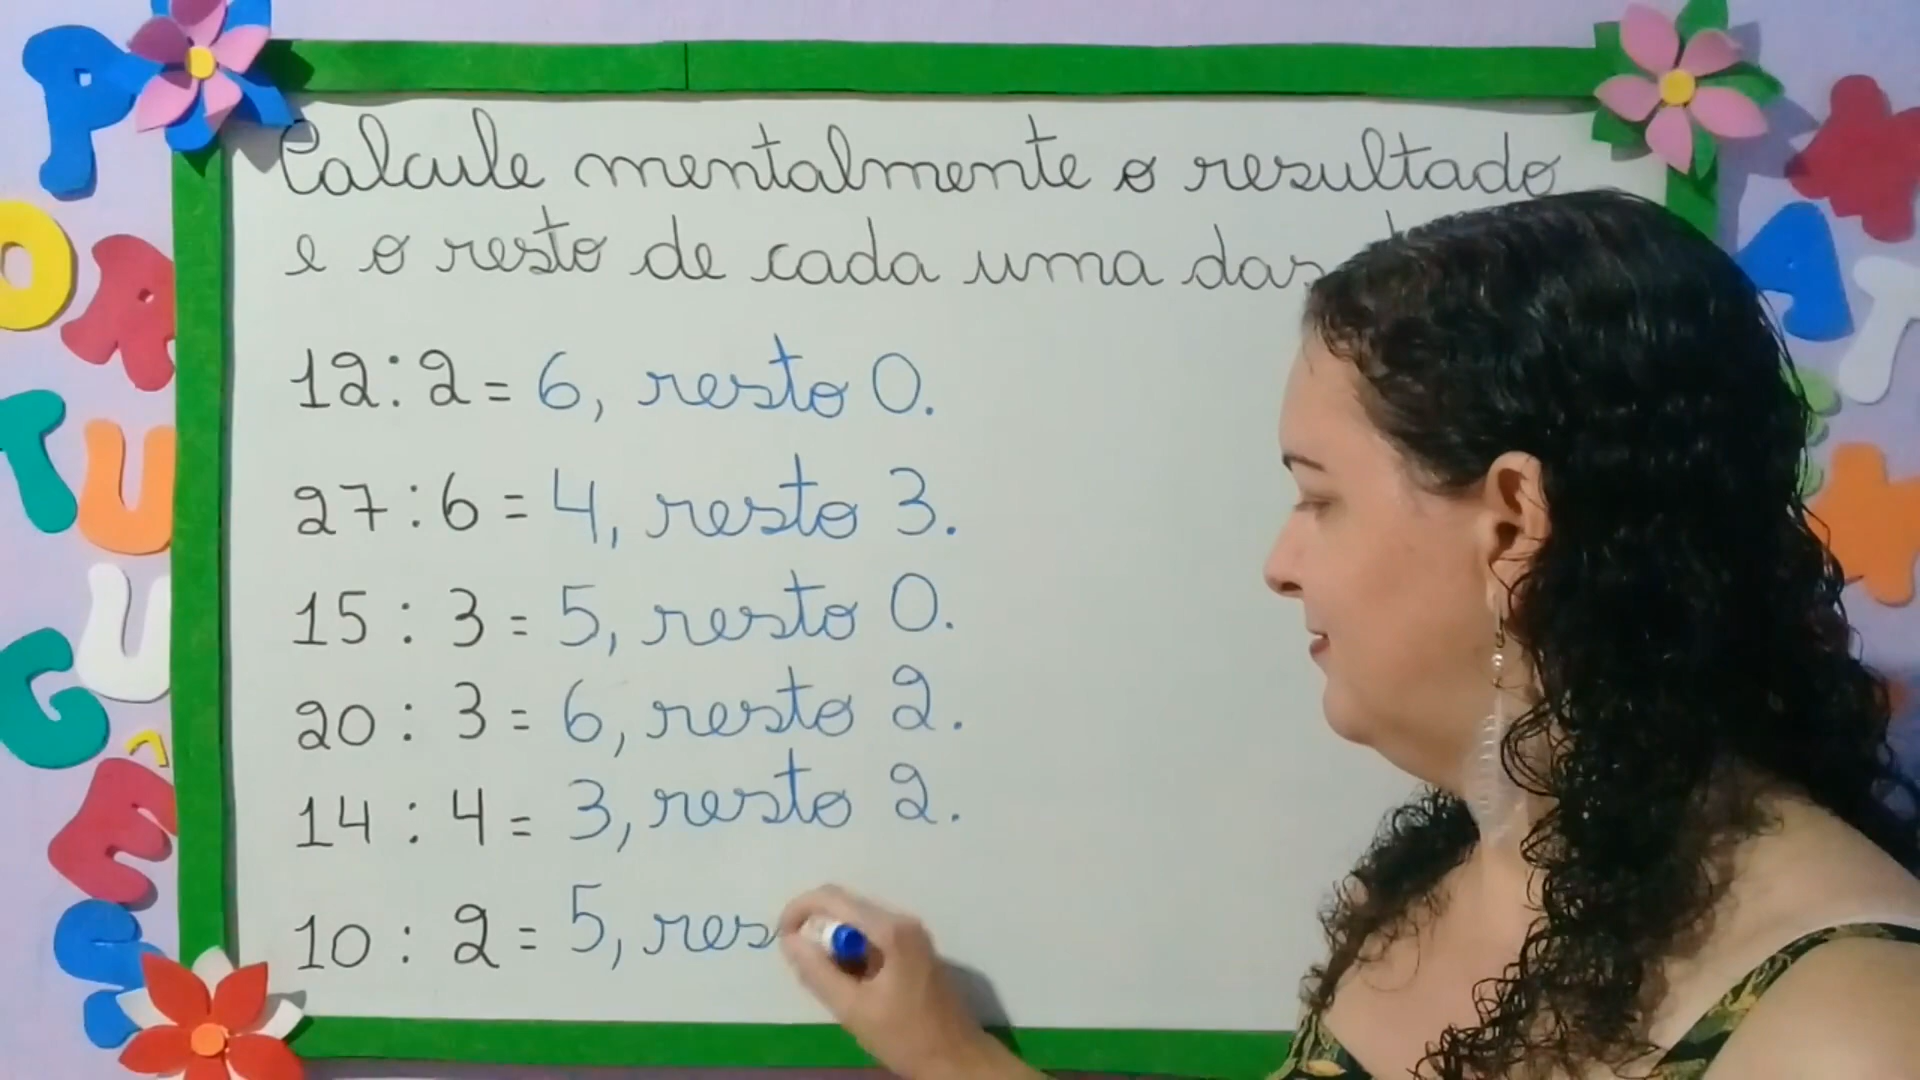 Calcule mentalmente o resultado
e o resto de cada uma das
12:2 = 6, resto 0.
27:6 = 4, resto 3.
15 : 3 = 5, resto 0.
20 : 3 = 6, resto 2.
14 : 4 = 3, resto 2.
10 : 2 = 5, res
PORTUGUÊS